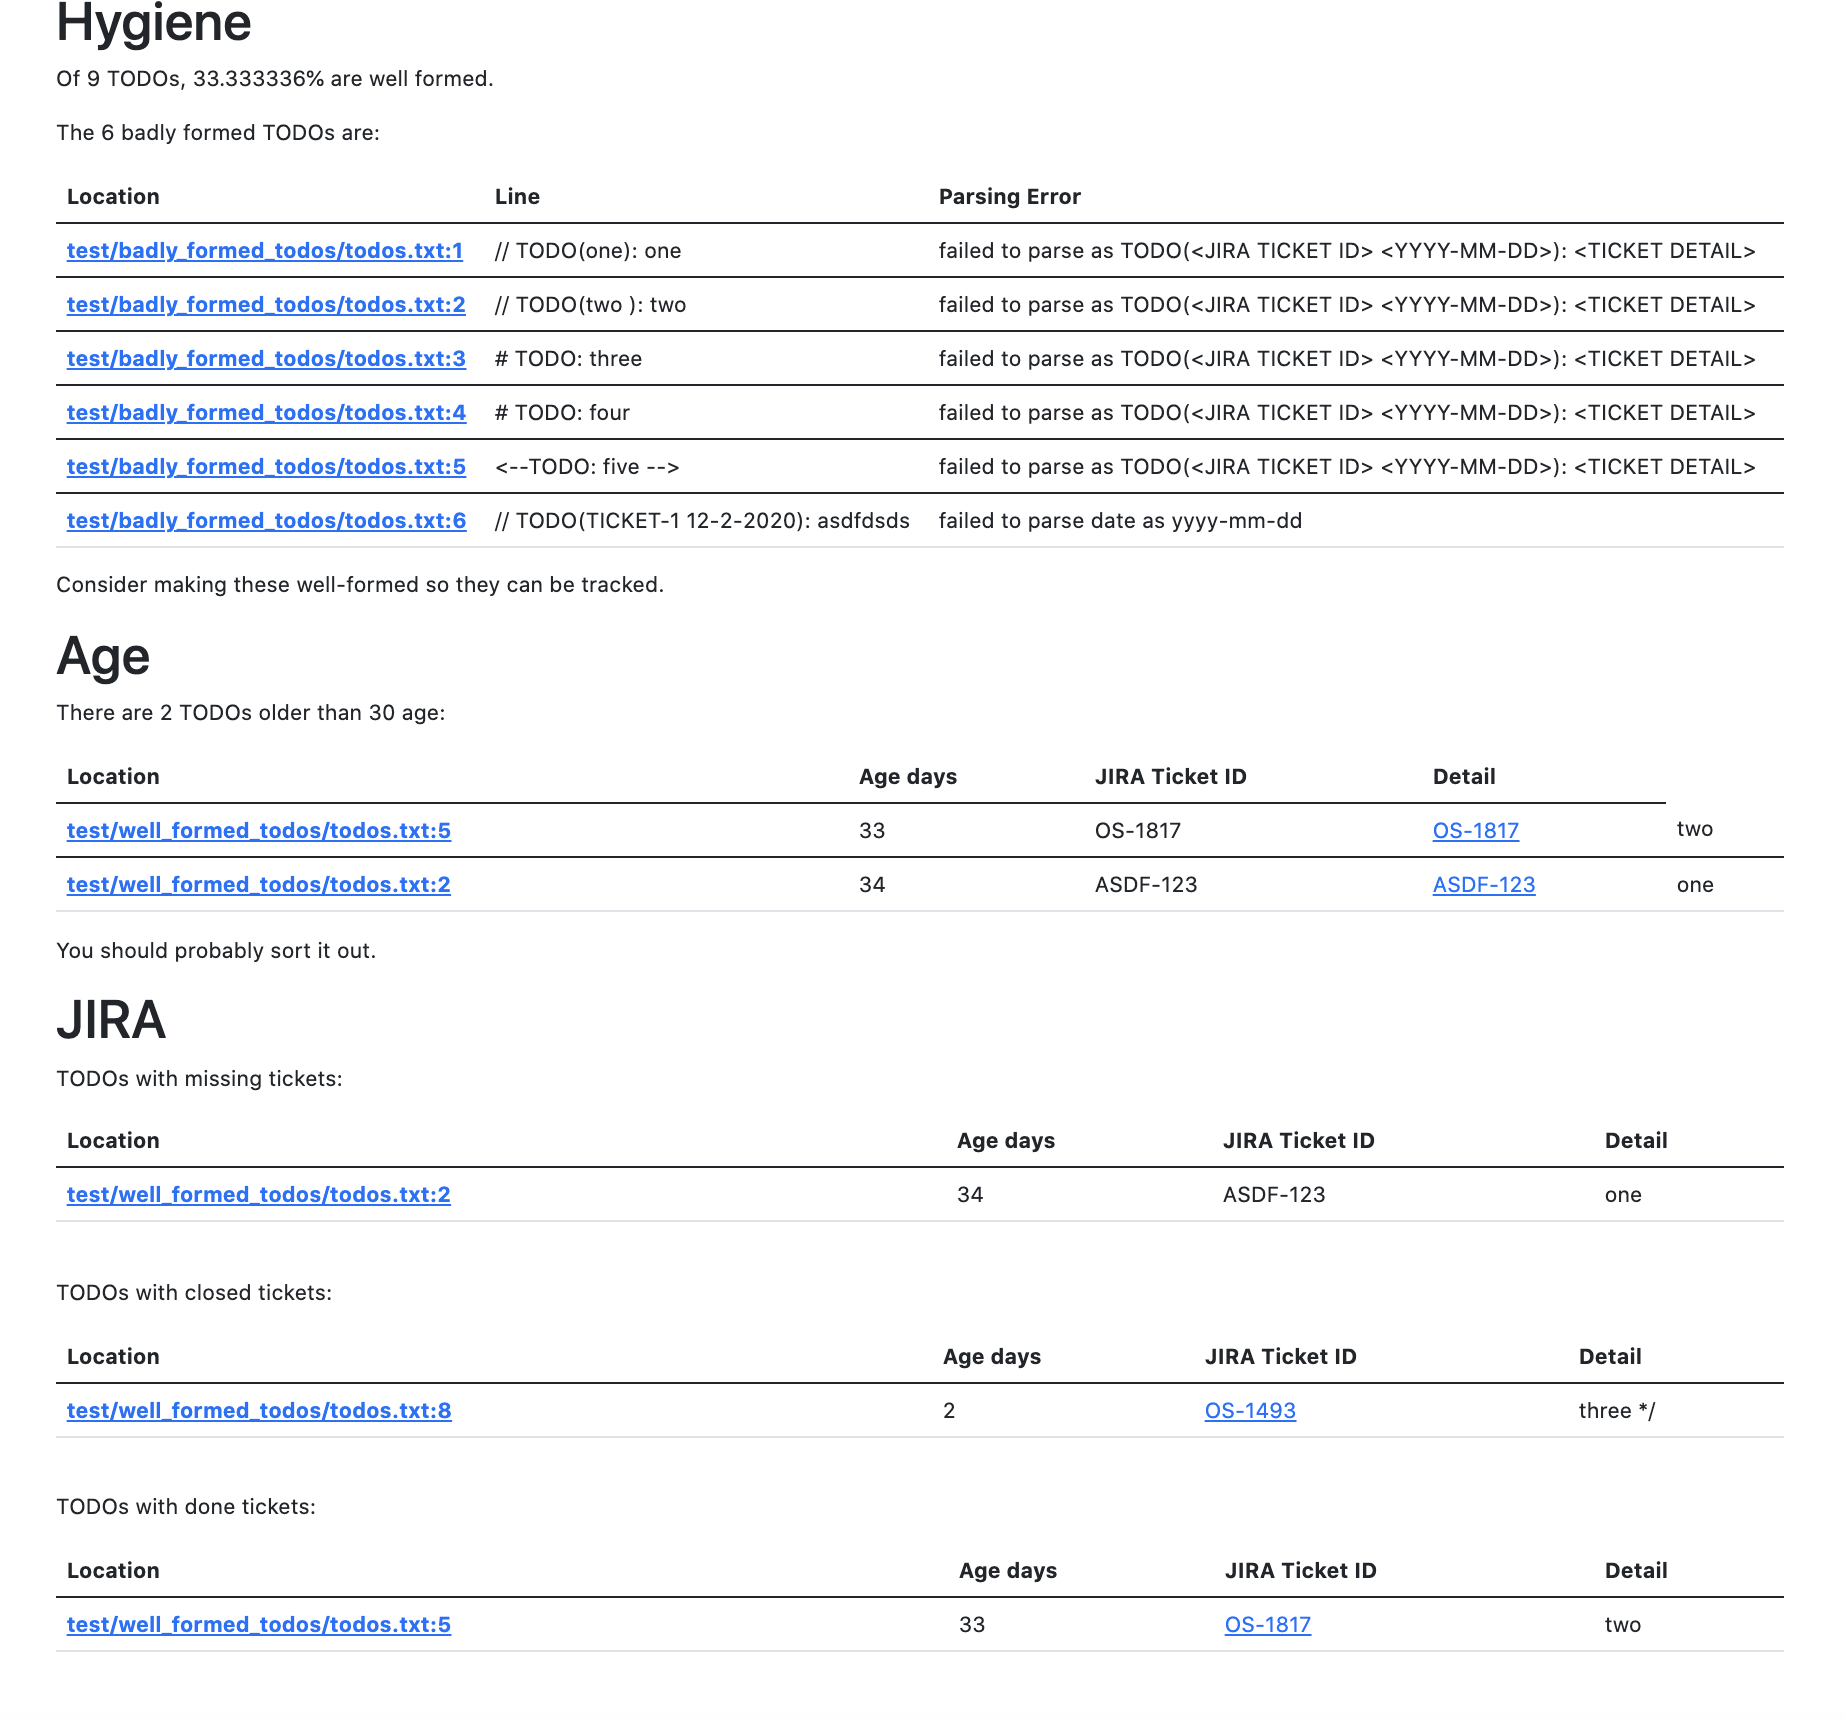 Hygiene
Of 9 TODOs, 33.333336% are well formed.
The 6 badly formed TODOs are:
Location Line Parsing Error
test/badly_formed_todos/todos.txt:1 // TODO(one): one failed to parse as TODO(<JIRA TICKET ID> <YYYY-MM-DD>): <TICKET DETAIL>
test/badly_formed_todos/todos.txt:2 // TODO(two ): two failed to parse as TODO(<JIRA TICKET ID> <YYYY-MM-DD>): <TICKET DETAIL>
test/badly_formed_todos/todos.txt:3 # TODO: three failed to parse as TODO(<JIRA TICKET ID> <YYYY-MM-DD>): <TICKET DETAIL>
test/badly_formed_todos/todos.txt:4 # TODO: four failed to parse as TODO(<JIRA TICKET ID> <YYYY-MM-DD>): <TICKET DETAIL>
test/badly_formed_todos/todos.txt:5 <--TODO: five --> failed to parse as TODO(<JIRA TICKET ID> <YYYY-MM-DD>): <TICKET DETAIL>
test/badly_formed_todos/todos.txt:6 // TODO(TICKET-1 12-2-2020): asdfdsds failed to parse date as yyyy-mm-dd
Consider making these well-formed so they can be tracked.
Age
There are 2 TODOs older than 30 age:
Location Age days JIRA Ticket ID Detail
test/well_formed_todos/todos.txt:5 33 OS-1817 OS-1817 two
test/well_formed_todos/todos.txt:2 34 ASDF-123 ASDF-123 one
You should probably sort it out.
JIRA
TODOs with missing tickets:
Location Age days JIRA Ticket ID Detail
test/well_formed_todos/todos.txt:2 34 ASDF-123 one
TODOs with closed tickets:
Location Age days JIRA Ticket ID Detail
test/well_formed_todos/todos.txt:8 2 OS-1493 three */
TODOs with done tickets:
Location Age days JIRA Ticket ID Detail
test/well_formed_todos/todos.txt:5 33 OS-1817 two